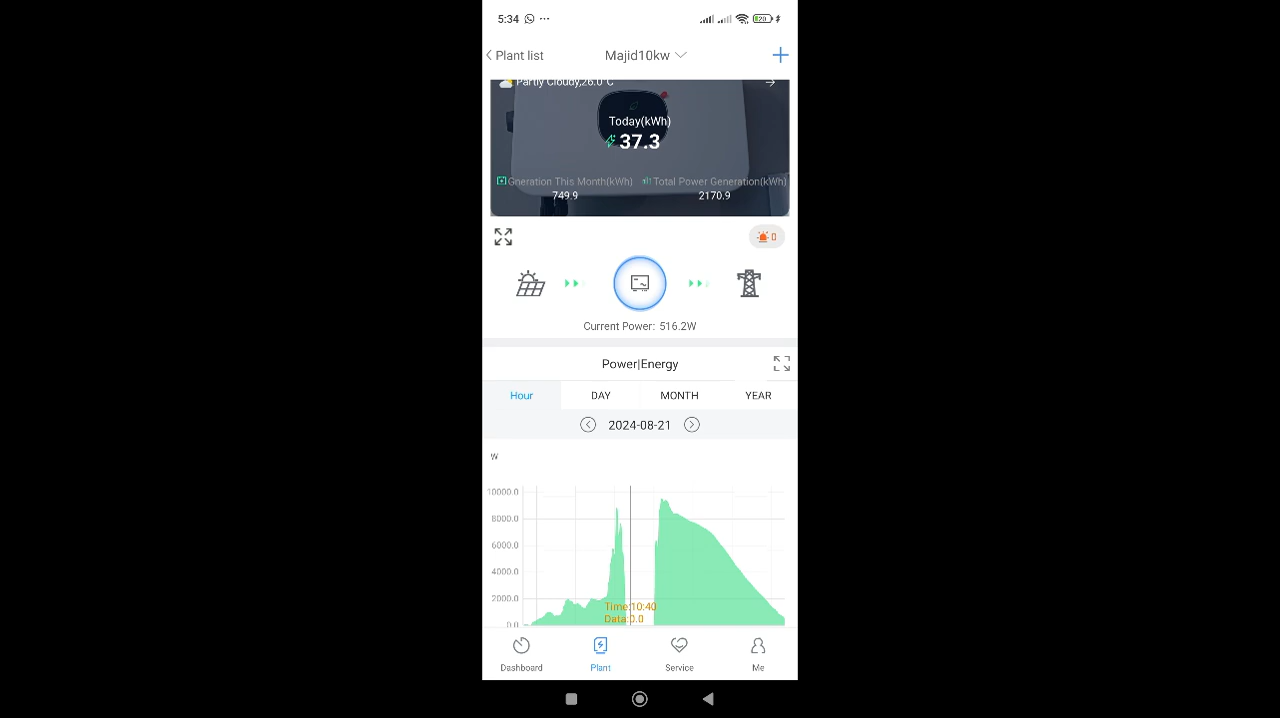 5:34
20
Plant list
Majid10kw
Partly Cloudy,26.0°C
Today(kWh)
37.3
Gneration This Month(kWh)
Total Power Generation(kWh)
749.9
2170.9
0
Current Power: 516.2W
Power|Energy
Hour
DAY
MONTH
YEAR
2024-08-21
W
10000.0
8000.0
6000.0
4000.0
2000.0
0.0
Time:10:40
Data:0.0
Dashboard
Plant
Service
Me